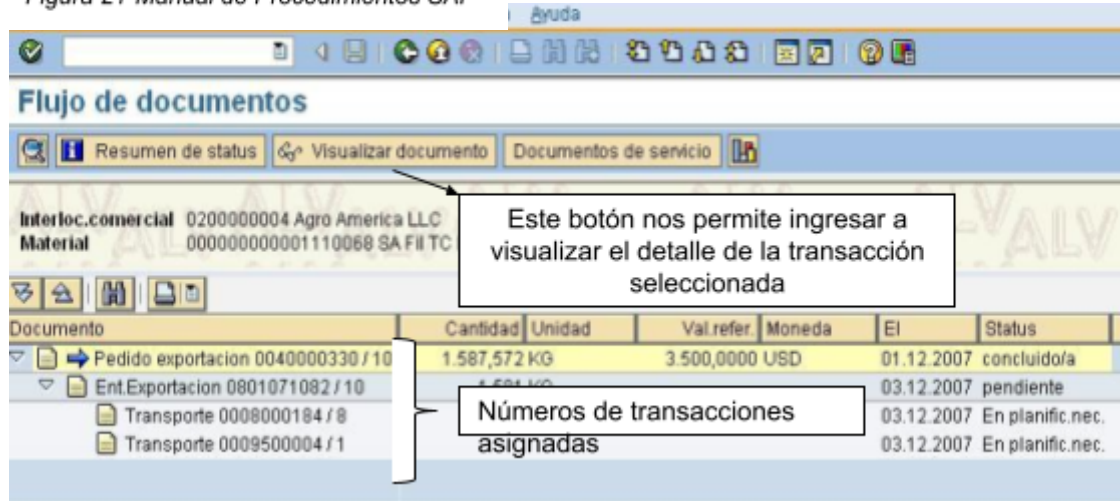 Figura 21 Manual de Procedimientos SAP
Ayuda
Flujo de documentos
Resumen de status Visualizar documento Documentos de servicio
Interloc.comercial 0200000004 Agro America LLC
Material 000000000001110068 SA Fil TC
Este botón nos permite ingresar a
visualizar el detalle de la transacción
seleccionada
Documento Cantidad Unidad Val.refer. Moneda El Status
Pedido exportacion 0040000330 / 10 1.587,572 KG 3.500,0000 USD 01.12.2007 concluido/a
Ent.Exportacion 0801071082 / 10 KG 03.12.2007 pendiente
Transporte 0008000184 / 8 03.12.2007 En planific.nec.
Transporte 0009500004 / 1 03.12.2007 En planific.nec.
Números de transacciones
asignadas